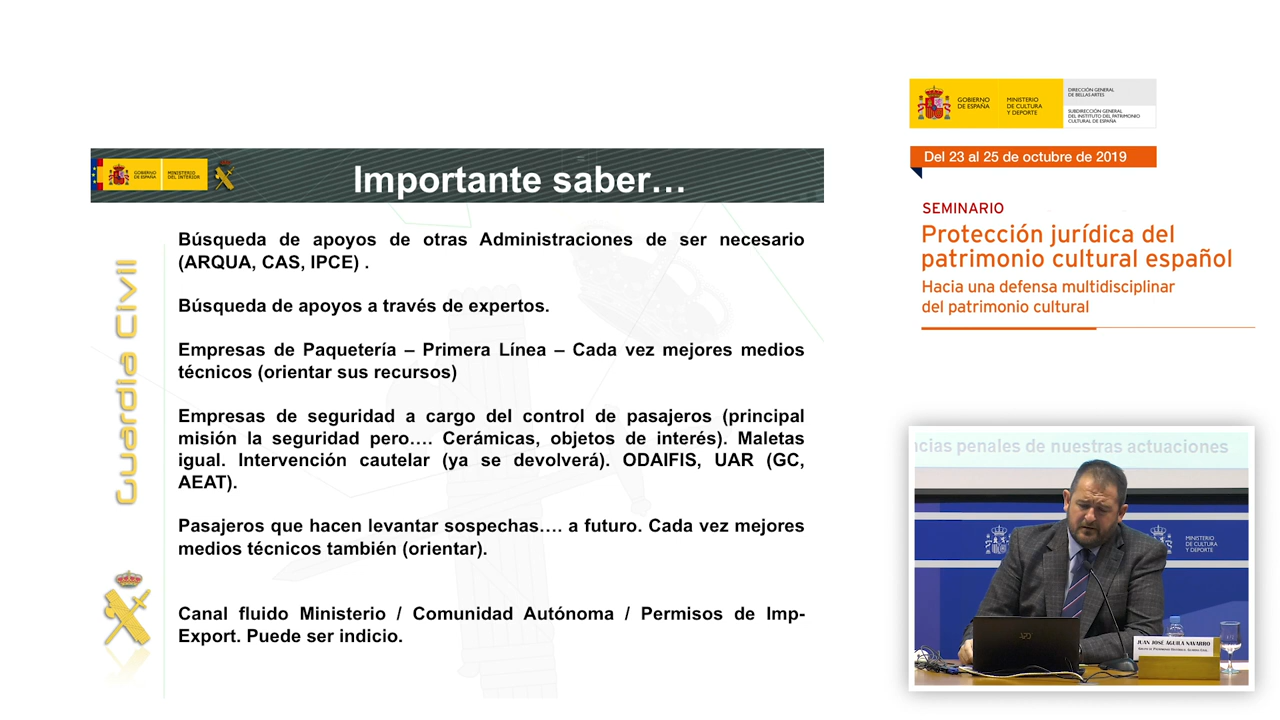 GOBIERNO
DE ESPAÑA
MINISTERIO
DEL INTERIOR
Importante saber…
Guardia Civil
Búsqueda de apoyos de otras Administraciones de ser necesario
(ARQUA, CAS, IPCE) .
Búsqueda de apoyos a través de expertos.
Empresas de Paquetería – Primera Línea – Cada vez mejores medios
técnicos (orientar sus recursos)
Empresas de seguridad a cargo del control de pasajeros (principal
misión la seguridad pero…. Cerámicas, objetos de interés). Maletas
igual. Intervención cautelar (ya se devolverá). ODAIFIS, UAR (GC,
AEAT).
Pasajeros que hacen levantar sospechas…. a futuro. Cada vez mejores
medios técnicos también (orientar).
Canal fluido Ministerio / Comunidad Autónoma / Permisos de Imp-
Export. Puede ser indicio.
GOBIERNO
DE ESPAÑA
MINISTERIO
DE CULTURA
Y DEPORTE
DIRECCIÓN GENERAL
DE BELLAS ARTES
SUBDIRECCIÓN GENERAL
DEL INSTITUTO DEL PATRIMONIO
CULTURAL DE ESPAÑA
Del 23 al 25 de octubre de 2019
SEMINARIO
Protección jurídica del
patrimonio cultural español
Hacia una defensa multidisciplinar
del patrimonio cultural
ncias penales de nuestras actuaciones
MINISTERIO
DE CULTURA
Y DEPORTE
JUAN JOSÉ ÁGUILA NAVARRO